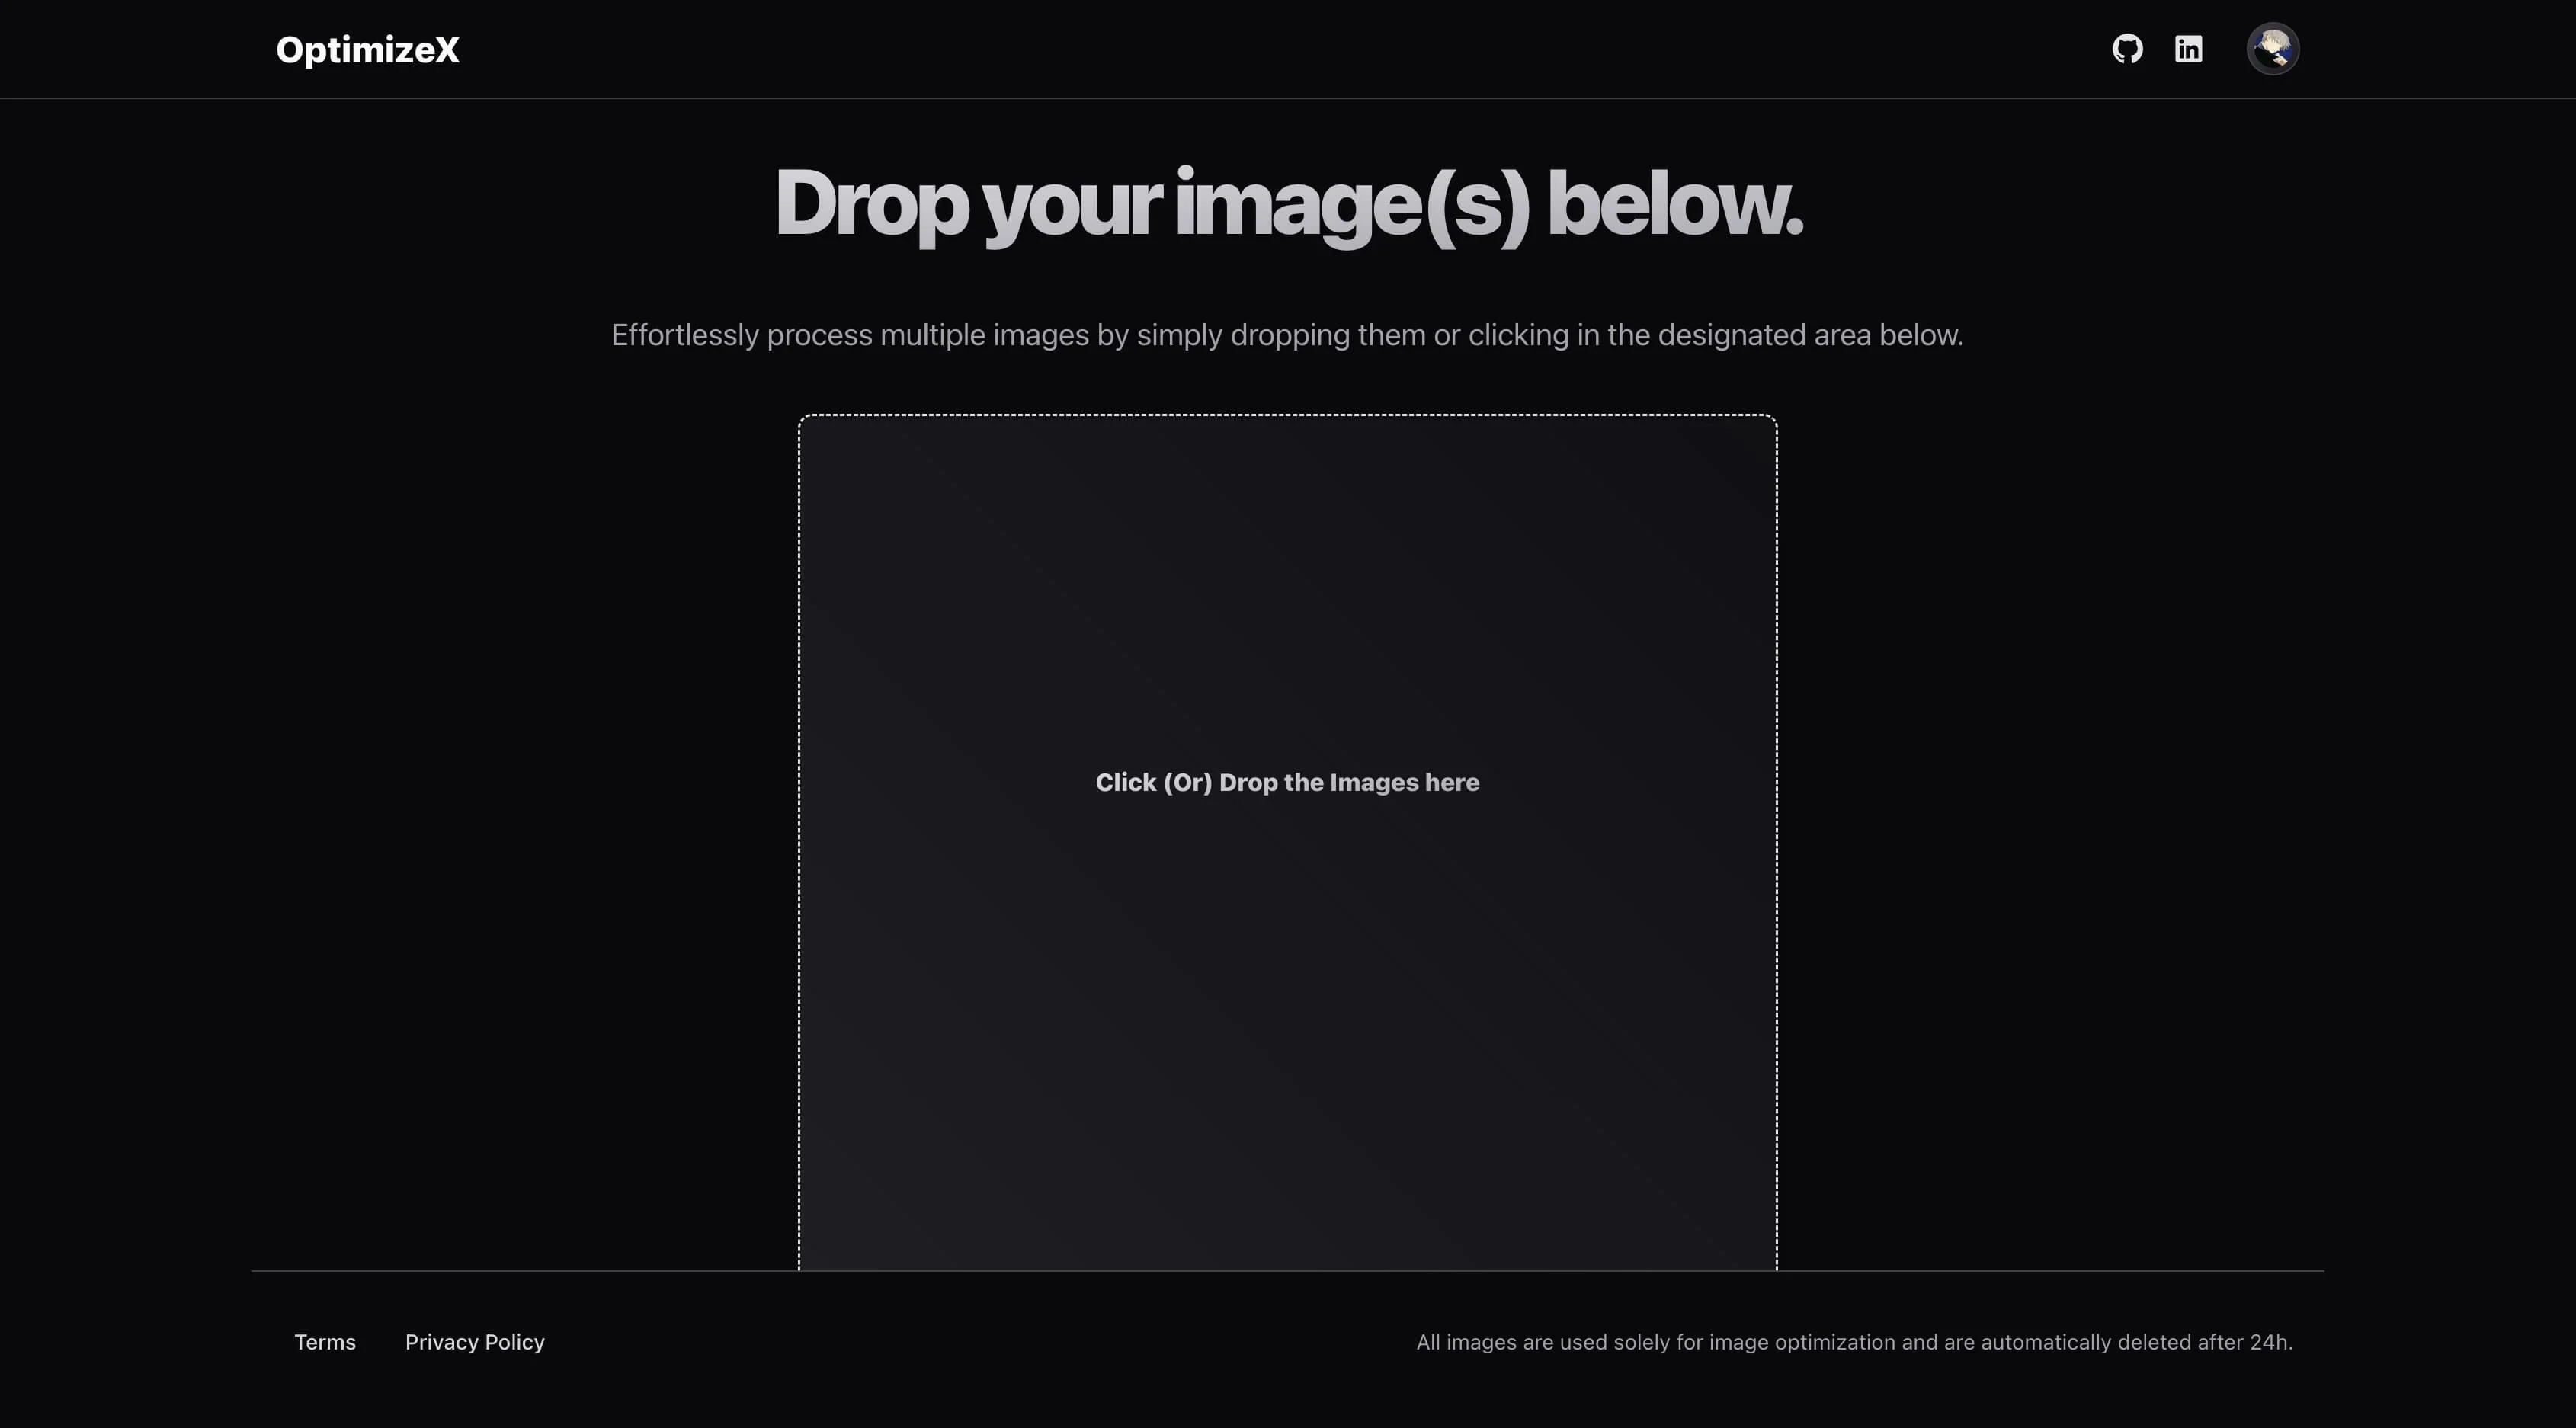 OptimizeX
Drop your image(s) below.
Effortlessly process multiple images by simply dropping them or clicking in the designated area below.
Click (Or) Drop the Images here
Terms
Privacy Policy
All images are used solely for image optimization and are automatically deleted after 24h.